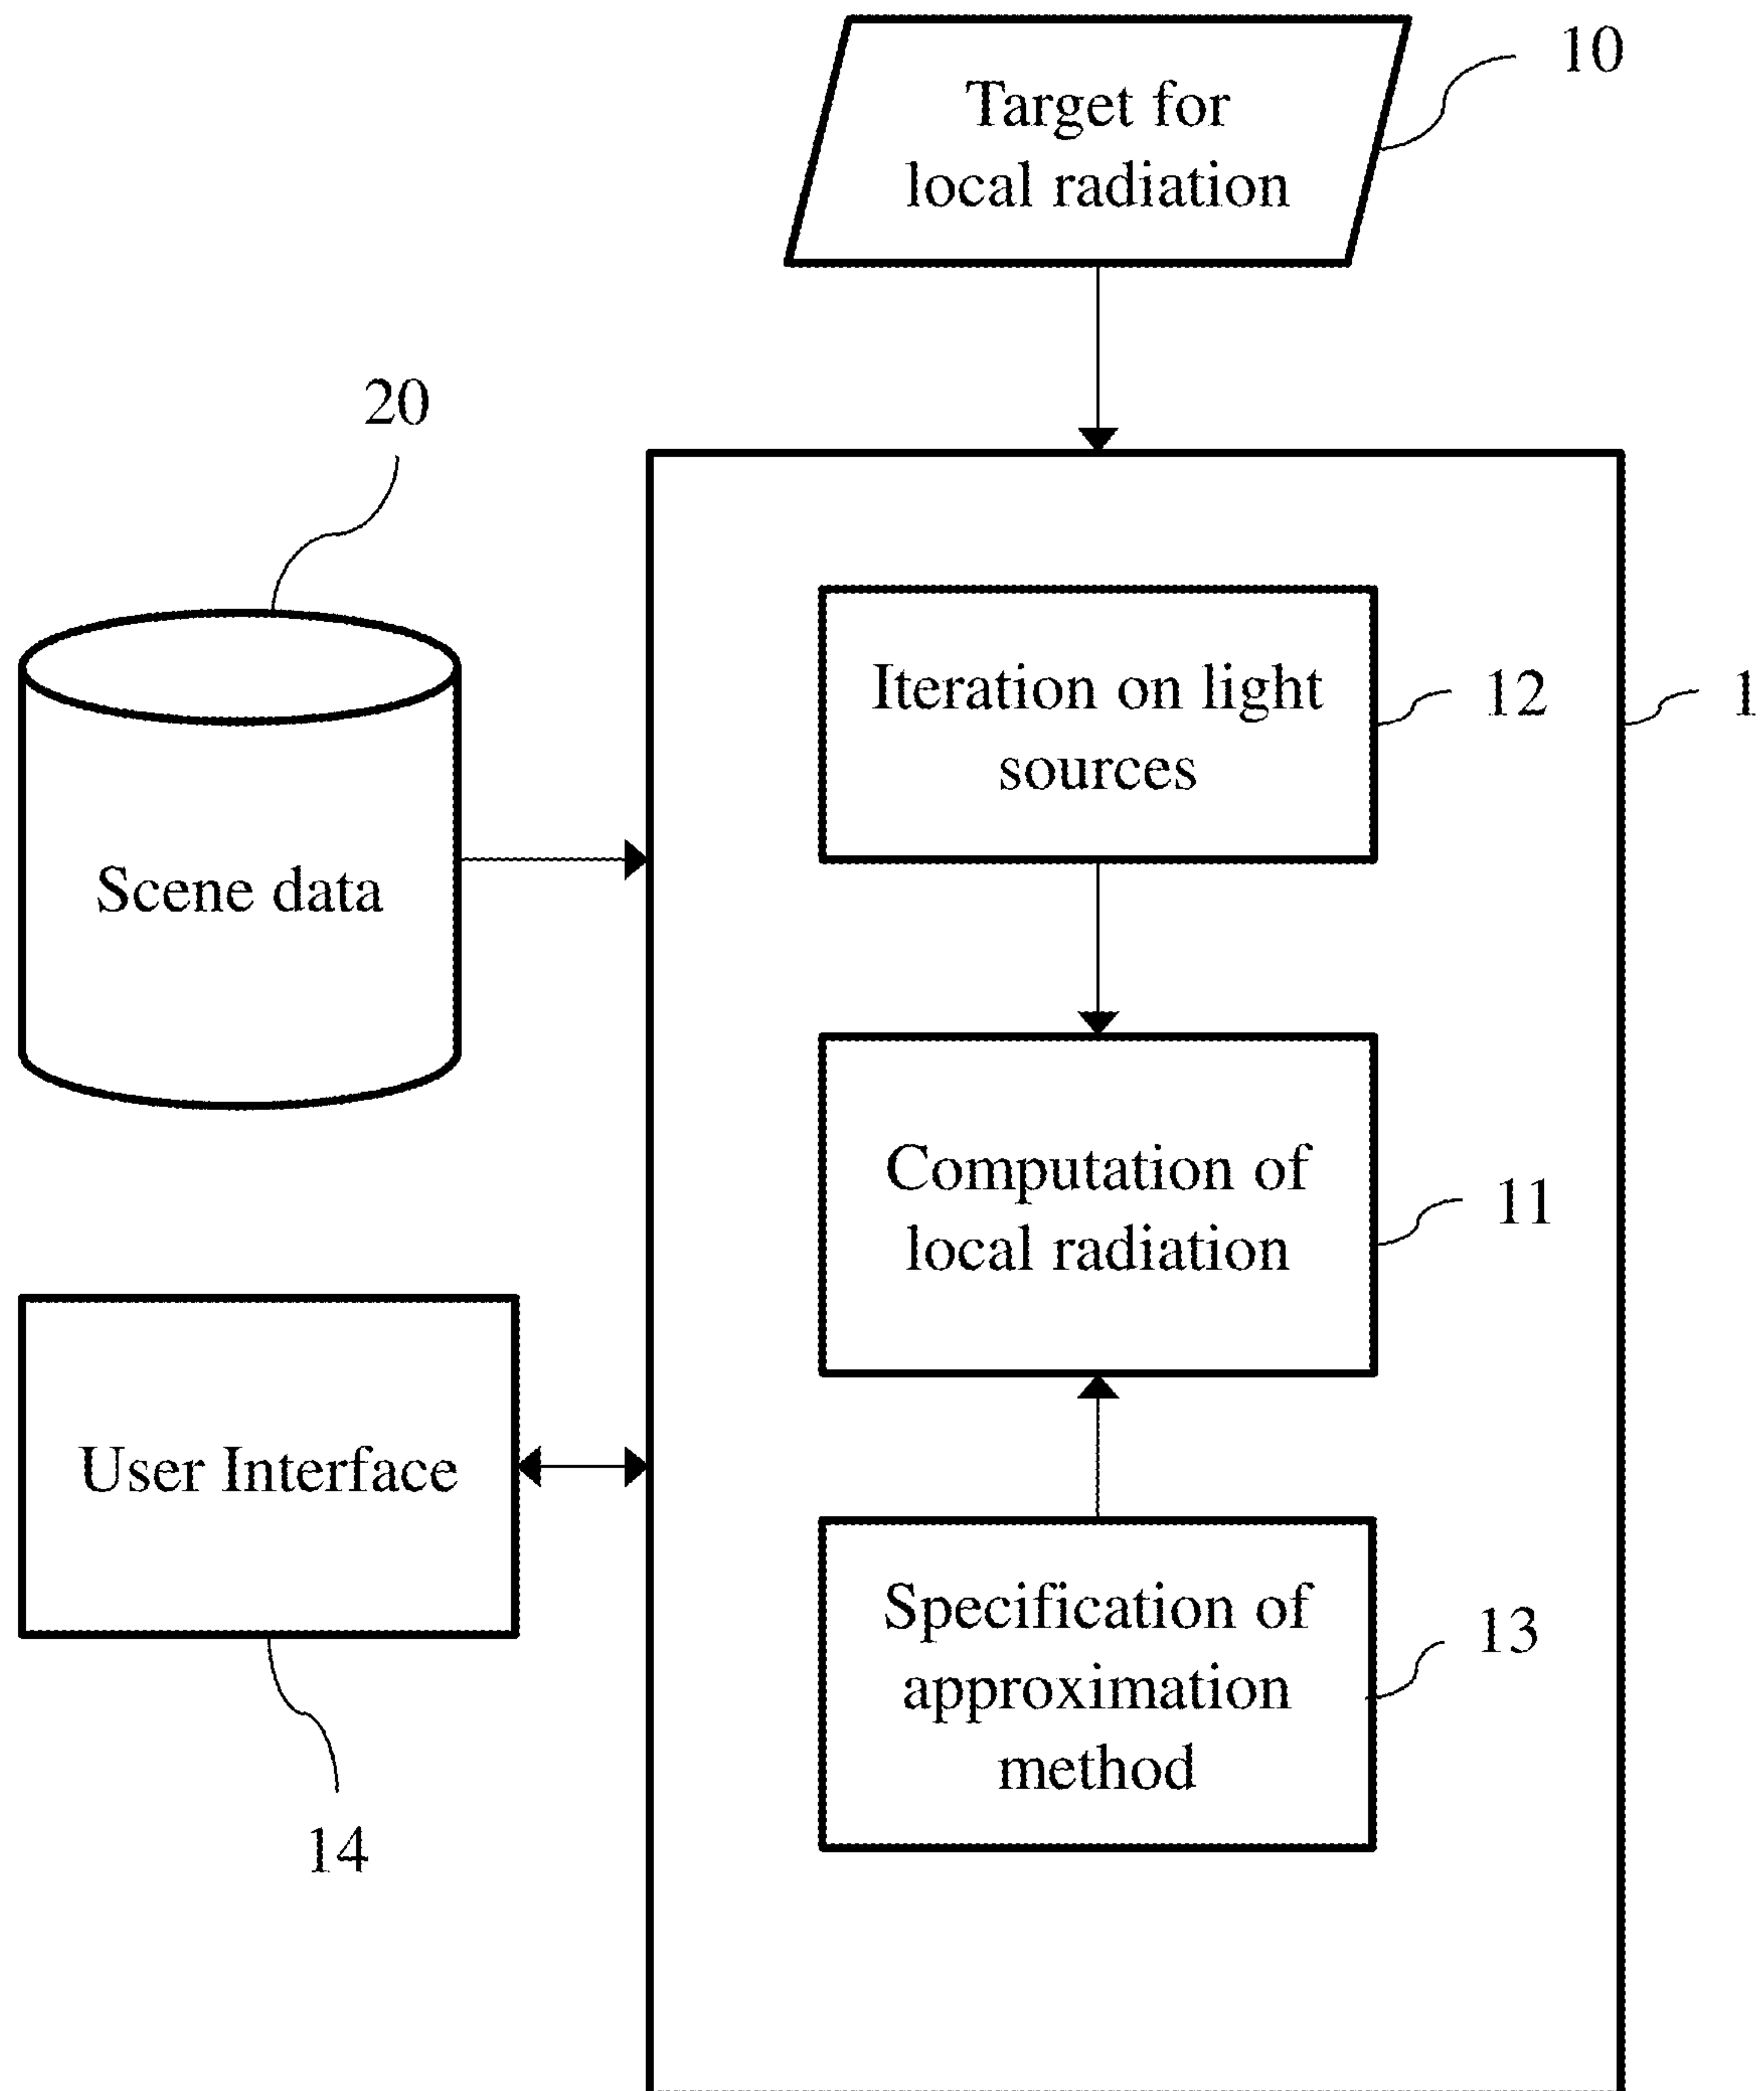 10
Target for
local radiation
20
Iteration on light
sources
12
1
Scene data
Computation of
local radiation
11
User Interface
Specification of
approximation
method
13
14